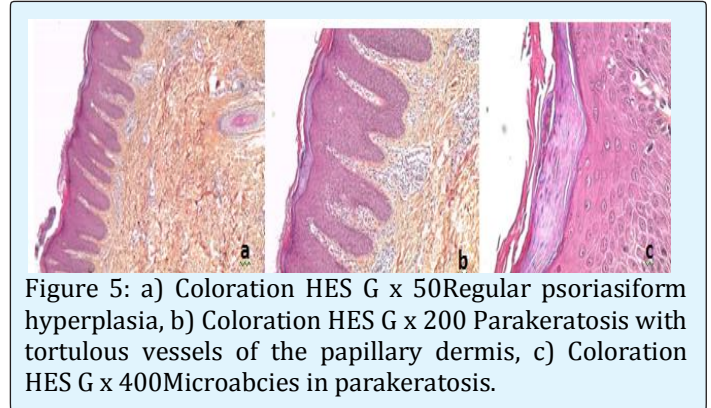 a
b
c
Figure 5: a) Coloration HES G x 50Regular psoriasiform
hyperplasia, b) Coloration HES G x 200 Parakeratosis with
tortulous vessels of the papillary dermis, c) Coloration
HES G x 400Microabcies in parakeratosis.